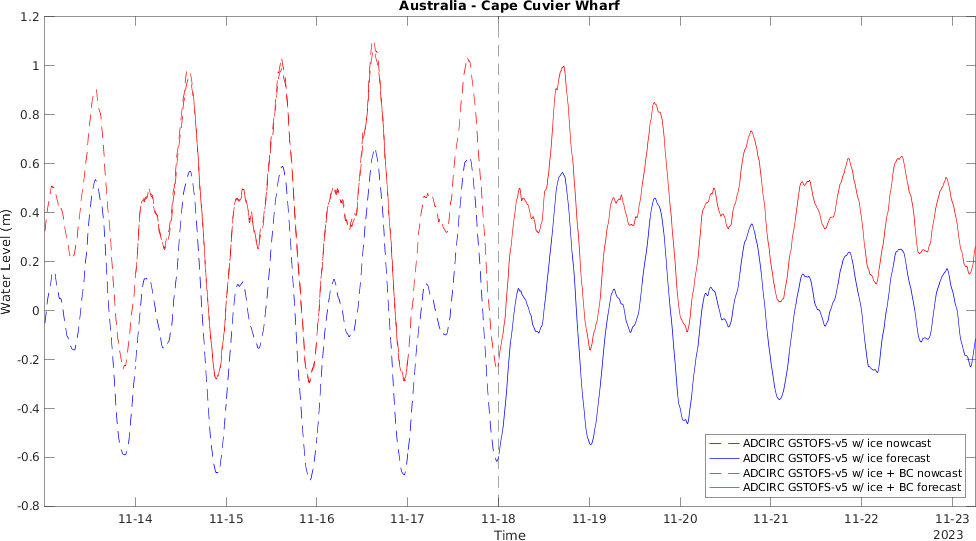 Australia - Cape Cuvier Wharf
1.2
1
0.8
0.6
0.4
0.2
0
-0.2
-0.4
-0.6
-0.8
Water Level (m)
11-14 11-15 11-16 11-17 11-18 11-19 11-20 11-21 11-22 11-23
Time
2023
ADCIRC GSTOFS-v5 w/ ice nowcast
ADCIRC GSTOFS-v5 w/ ice forecast
ADCIRC GSTOFS-v5 w/ ice + BC nowcast
ADCIRC GSTOFS-v5 w/ ice + BC forecast